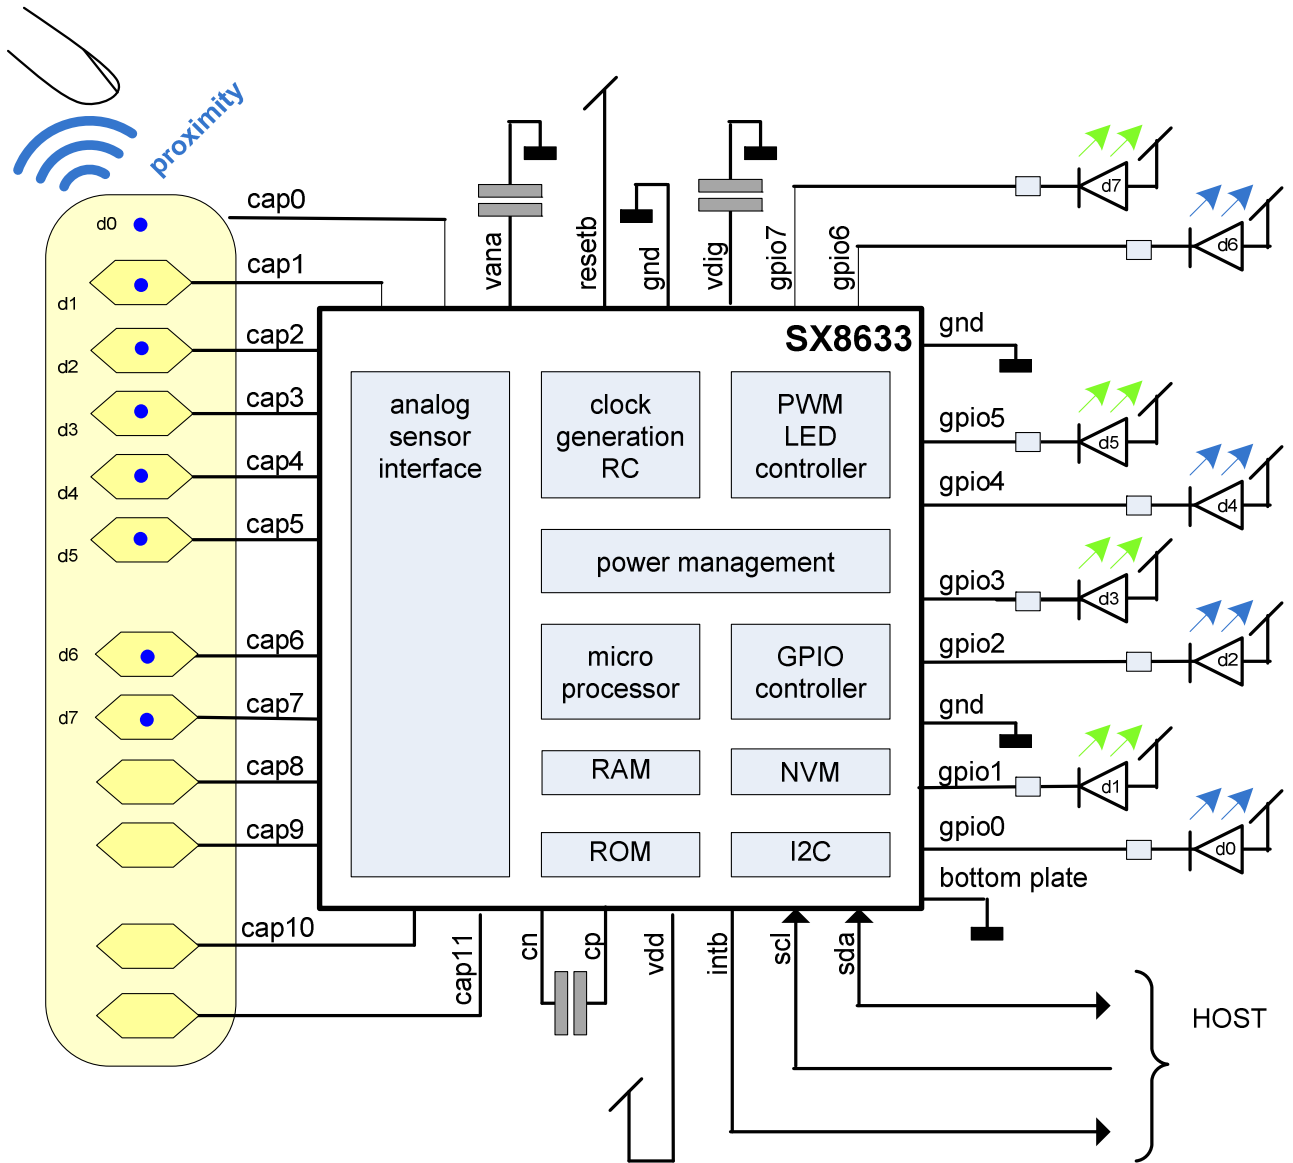 proximity
d0
d1
d2
d3
d4
d5
d6
d7
cap0
cap1
cap2
cap3
cap4
cap5
cap6
cap7
cap8
cap9
cap10
cap11
vana
resetb
gnd
vdig
gpio7
gpio6
SX8633
analog
sensor
interface
clock
generation
RC
PWM
LED
controller
power management
micro
processor
GPIO
controller
RAM
NVM
ROM
I2C
gnd
gpio5
gpio4
gpio3
gpio2
gnd
gpio1
gpio0
bottom plate
d7
d6
d5
d4
d3
d2
d1
d0
cn
cp
vdd
intb
scl
sda
HOST